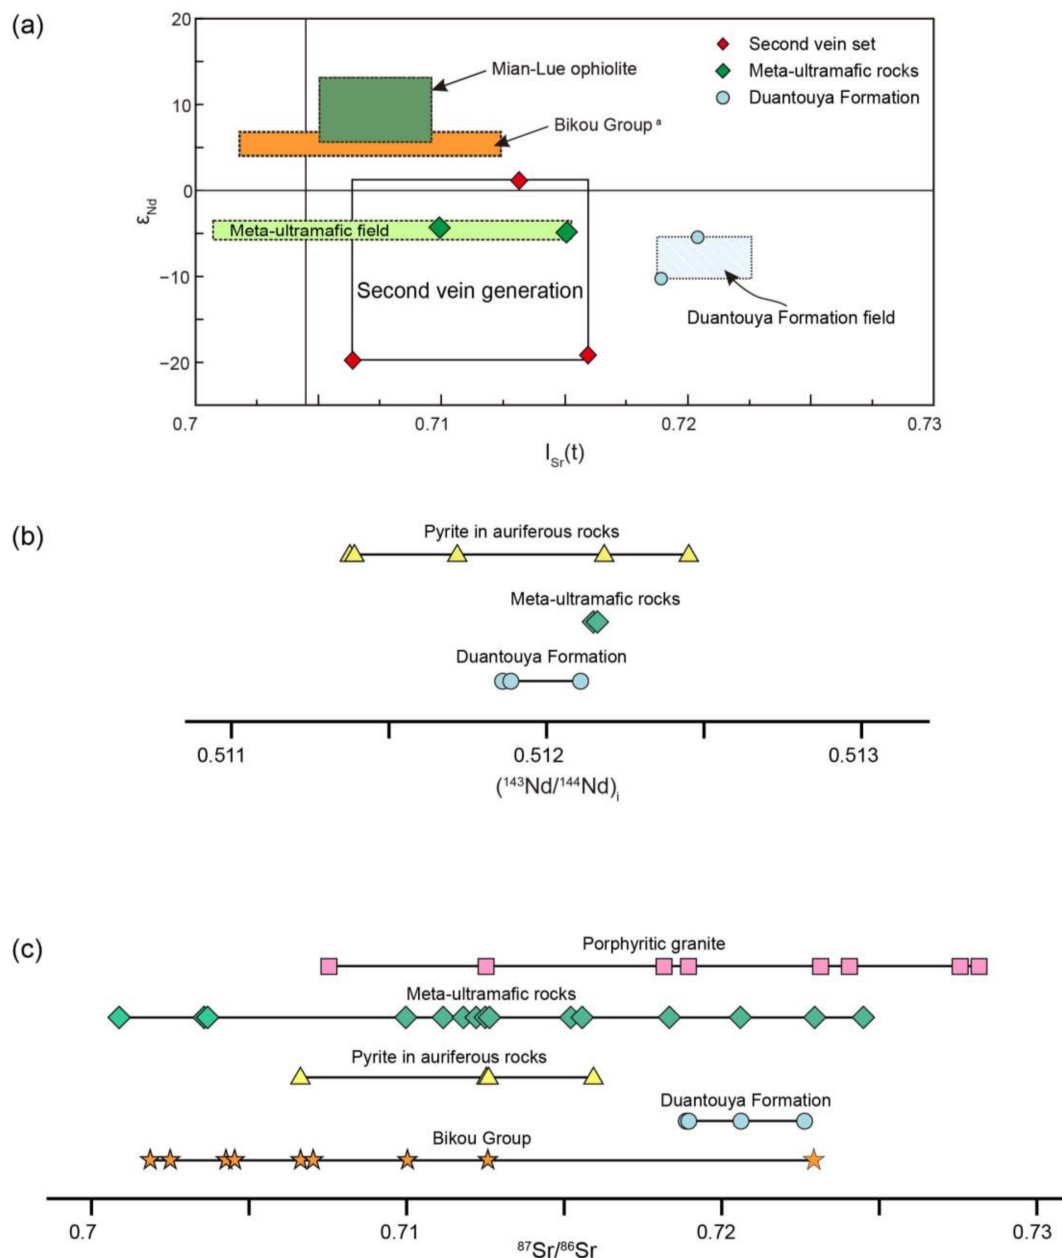 (a)
20
10
0
−10
−20
εNd
Second vein set
Meta-ultramafic rocks
Duantouya Formation
Mian-Lue ophiolite
Bikou Group ª
Meta-ultramafic field
Second vein generation
Duantouya Formation field
0.7
0.71
0.72
0.73
ISr(t)
(b)
Pyrite in auriferous rocks
Meta-ultramafic rocks
Duantouya Formation
0.511
0.512
0.513
(¹⁴³Nd/¹⁴⁴Nd)i
(c)
Porphyritic granite
Meta-ultramafic rocks
Pyrite in auriferous rocks
Duantouya Formation
Bikou Group
0.7
0.71
0.72
0.73
⁸⁷Sr/⁸⁶Sr